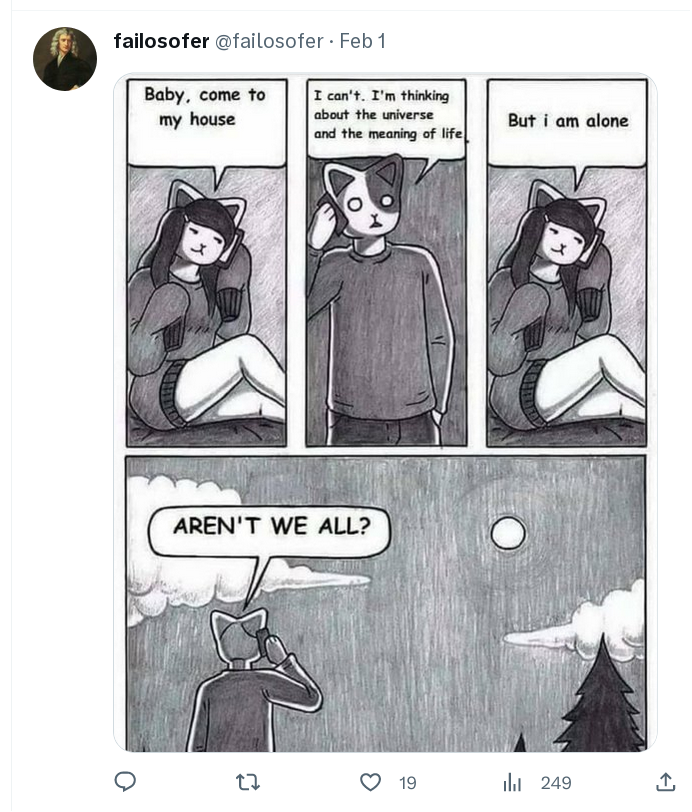 failosofer @failosofer · Feb 1
Baby, come to
my house
I can't. I'm thinking
about the universe
and the meaning of life.
But i am alone
AREN'T WE ALL?
19
249